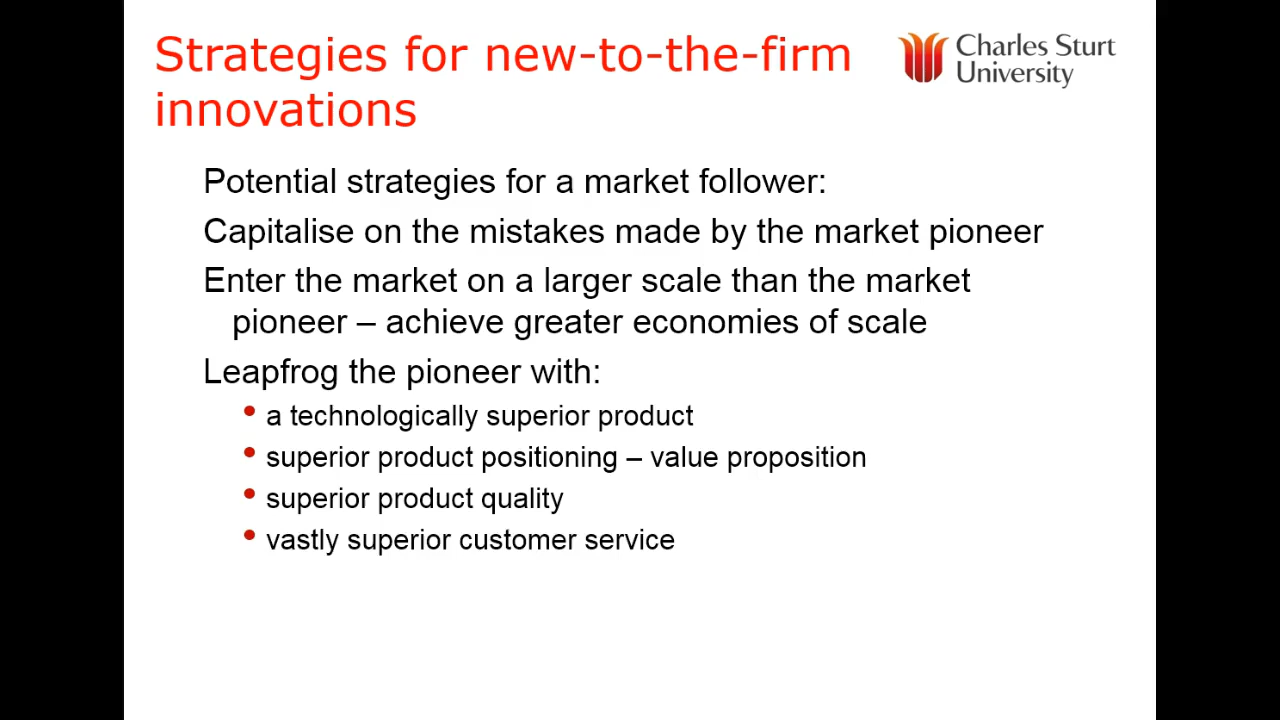 Strategies for new-to-the-firm
innovations
Charles Sturt
University
Potential strategies for a market follower:
Capitalise on the mistakes made by the market pioneer
Enter the market on a larger scale than the market
pioneer – achieve greater economies of scale
Leapfrog the pioneer with:
• a technologically superior product
• superior product positioning – value proposition
• superior product quality
• vastly superior customer service